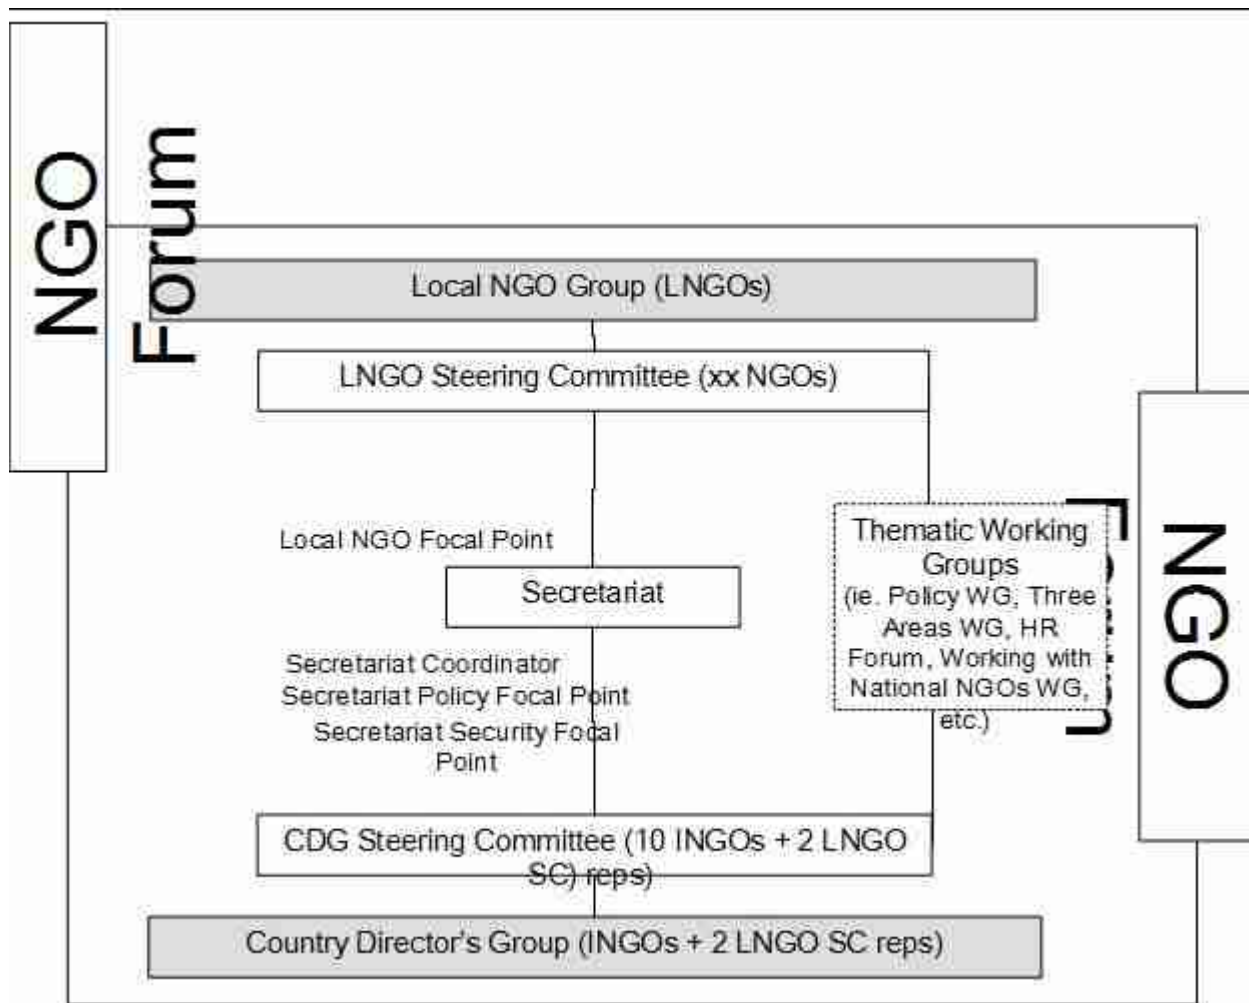 NGO
Forum
Local NGO Group (LNGOs)
LNGO Steering Committee (xx NGOs)
Local NGO Focal Point
Secretariat
Secretariat Coordinator
Secretariat Policy Focal Point
Secretariat Security Focal
Point
Thematic Working
Groups
(ie. Policy WG, Three
Areas WG, HR
Forum, Working with
National NGOs WG,
etc.)
NGO
CDG Steering Committee (10 INGOs + 2 LNGO
SC) reps)
Country Director's Group (INGOs + 2 LNGO SC reps)